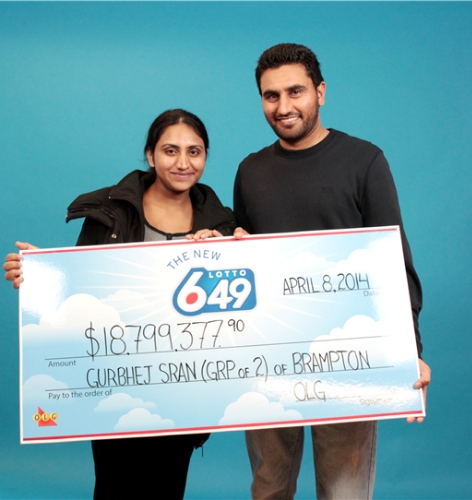 THE NEW
LOTTO
649
APRIL 8, 2014
Date
$18,799,377.90
Amount
GURBHEJ SRAN (GRP OF 2) OF BRAMPTON
Pay to the order of
OLG
OLG